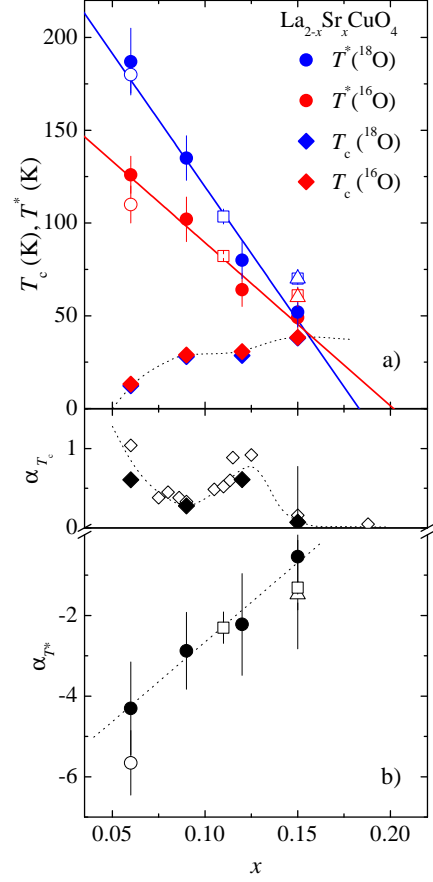 La2-xSrxCuO4
T*(18O)
T*(16O)
Tc(18O)
Tc(16O)
Tc (K), T* (K)
200
150
100
50
0
a)
αTc
1
0
αT*
-2
-4
-6
b)
0.05 0.10 0.15 0.20
x